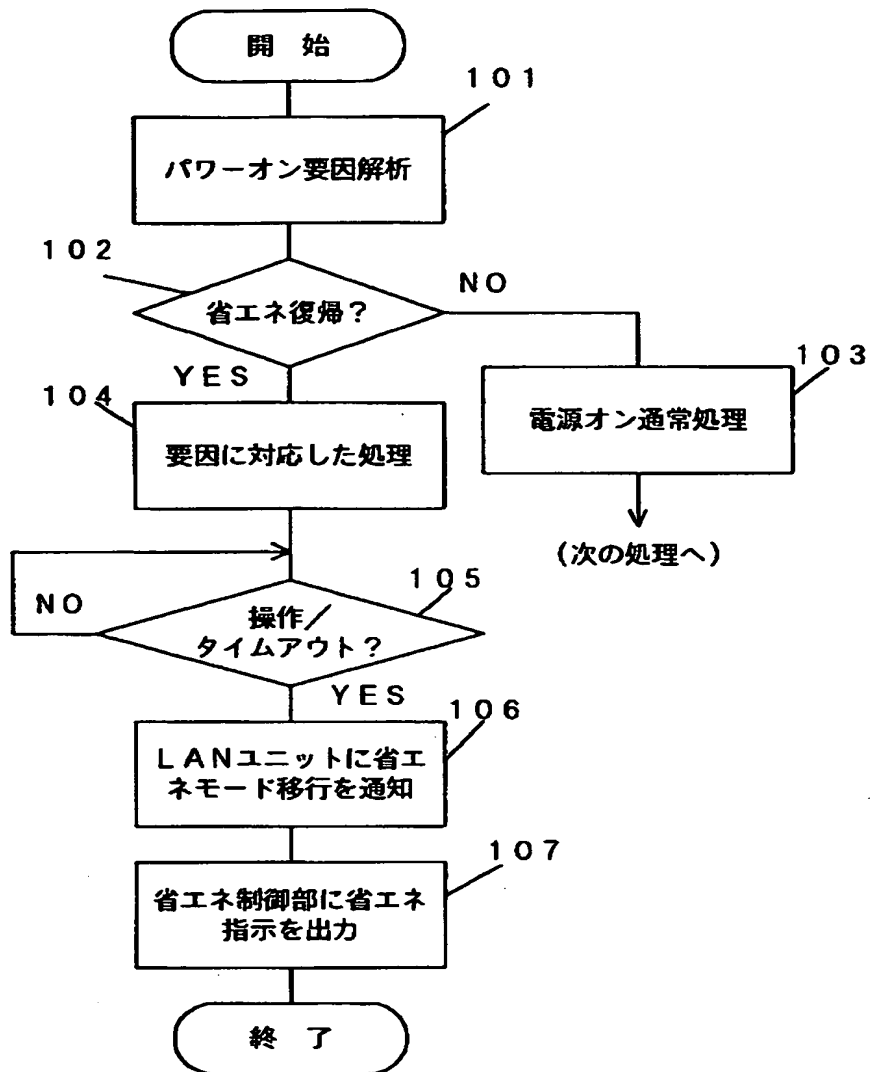 開 始
101
パワーオン要因解析
102
省エネ復帰?
NO
103
電源オン通常処理
(次の処理へ)
YES
104
要因に対応した処理
105
操作/
タイムアウト?
NO
YES
106
LANユニットに省エ
ネモード移行を通知
107
省エネ制御部に省エネ
指示を出力
終 了